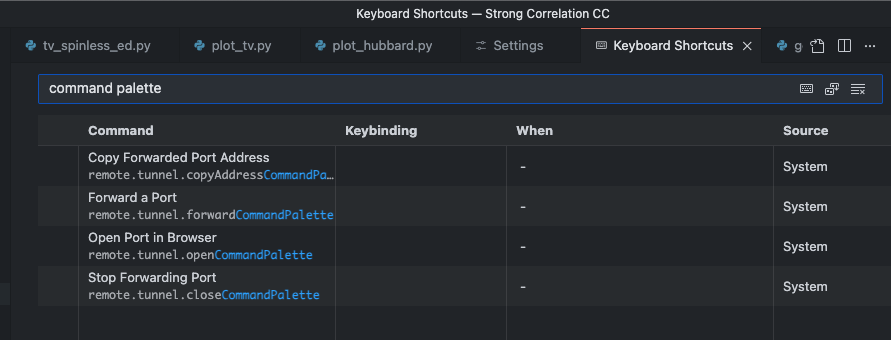 Keyboard Shortcuts — Strong Correlation CC
tv_spinless_ed.py plot_tv.py plot_hubbard.py Settings Keyboard Shortcuts g
command palette
Command Keybinding When Source
Copy Forwarded Port Address
remote.tunnel.copyAddressCommandPa… - System
Forward a Port
remote.tunnel.forwardCommandPalette - System
Open Port in Browser
remote.tunnel.openCommandPalette - System
Stop Forwarding Port
remote.tunnel.closeCommandPalette - System